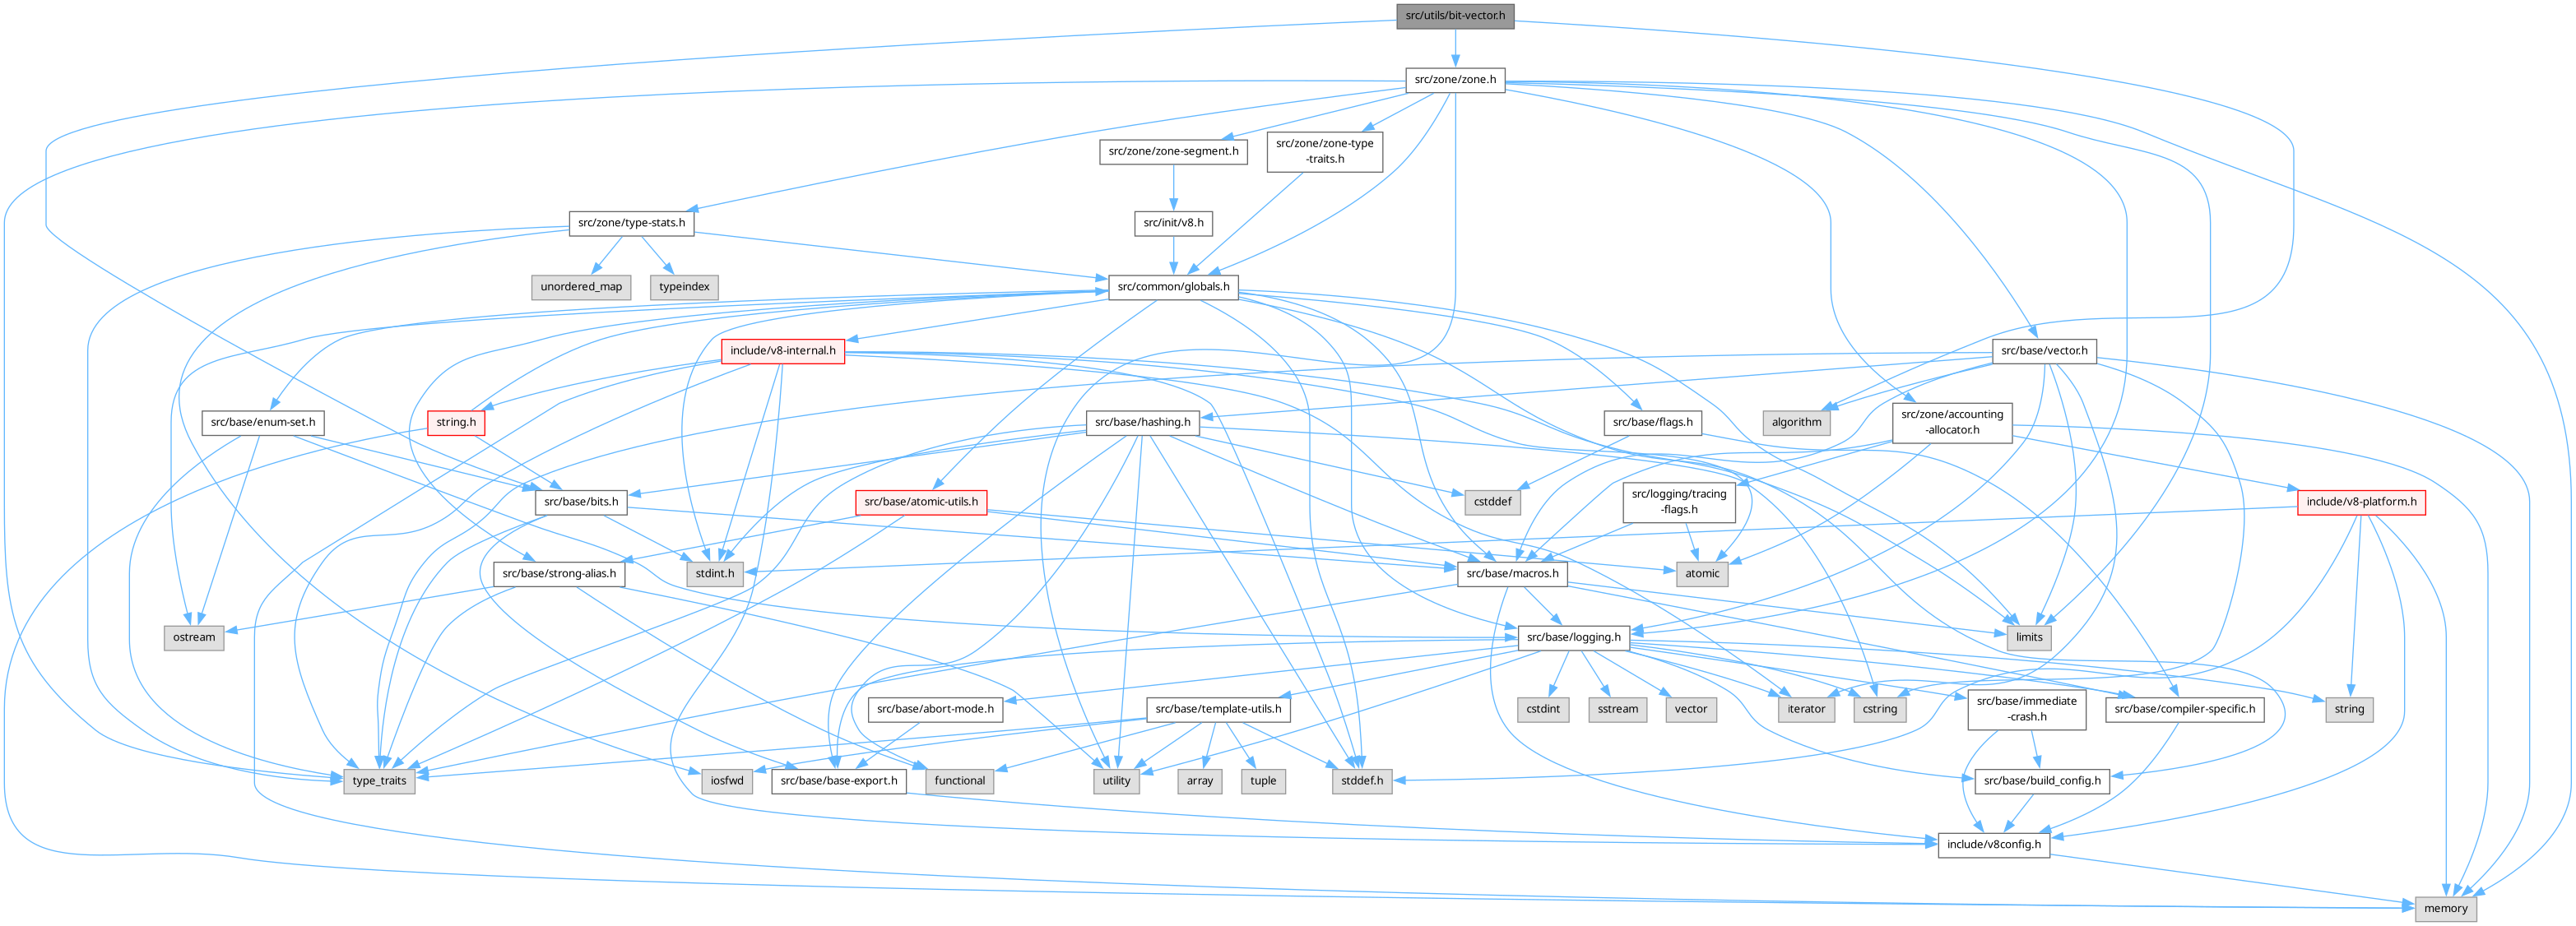 src/utils/bit-vector.h
src/zone/zone.h
src/zone/zone-segment.h
src/zone/zone-type
-traits.h
src/zone/type-stats.h
src/init/v8.h
unordered_map
typeindex
src/common/globals.h
include/v8-internal.h
src/base/vector.h
src/base/enum-set.h
string.h
src/base/hashing.h
src/base/flags.h
algorithm
src/zone/accounting
-allocator.h
src/base/bits.h
src/base/atomic-utils.h
cstddef
src/logging/tracing
-flags.h
include/v8-platform.h
src/base/strong-alias.h
stdint.h
src/base/macros.h
atomic
ostream
src/base/logging.h
limits
src/base/abort-mode.h
src/base/template-utils.h
cstdint
sstream
vector
iterator
cstring
src/base/immediate
-crash.h
src/base/compiler-specific.h
string
type_traits
iosfwd
src/base/base-export.h
functional
utility
array
tuple
stddef.h
src/base/build_config.h
include/v8config.h
memory